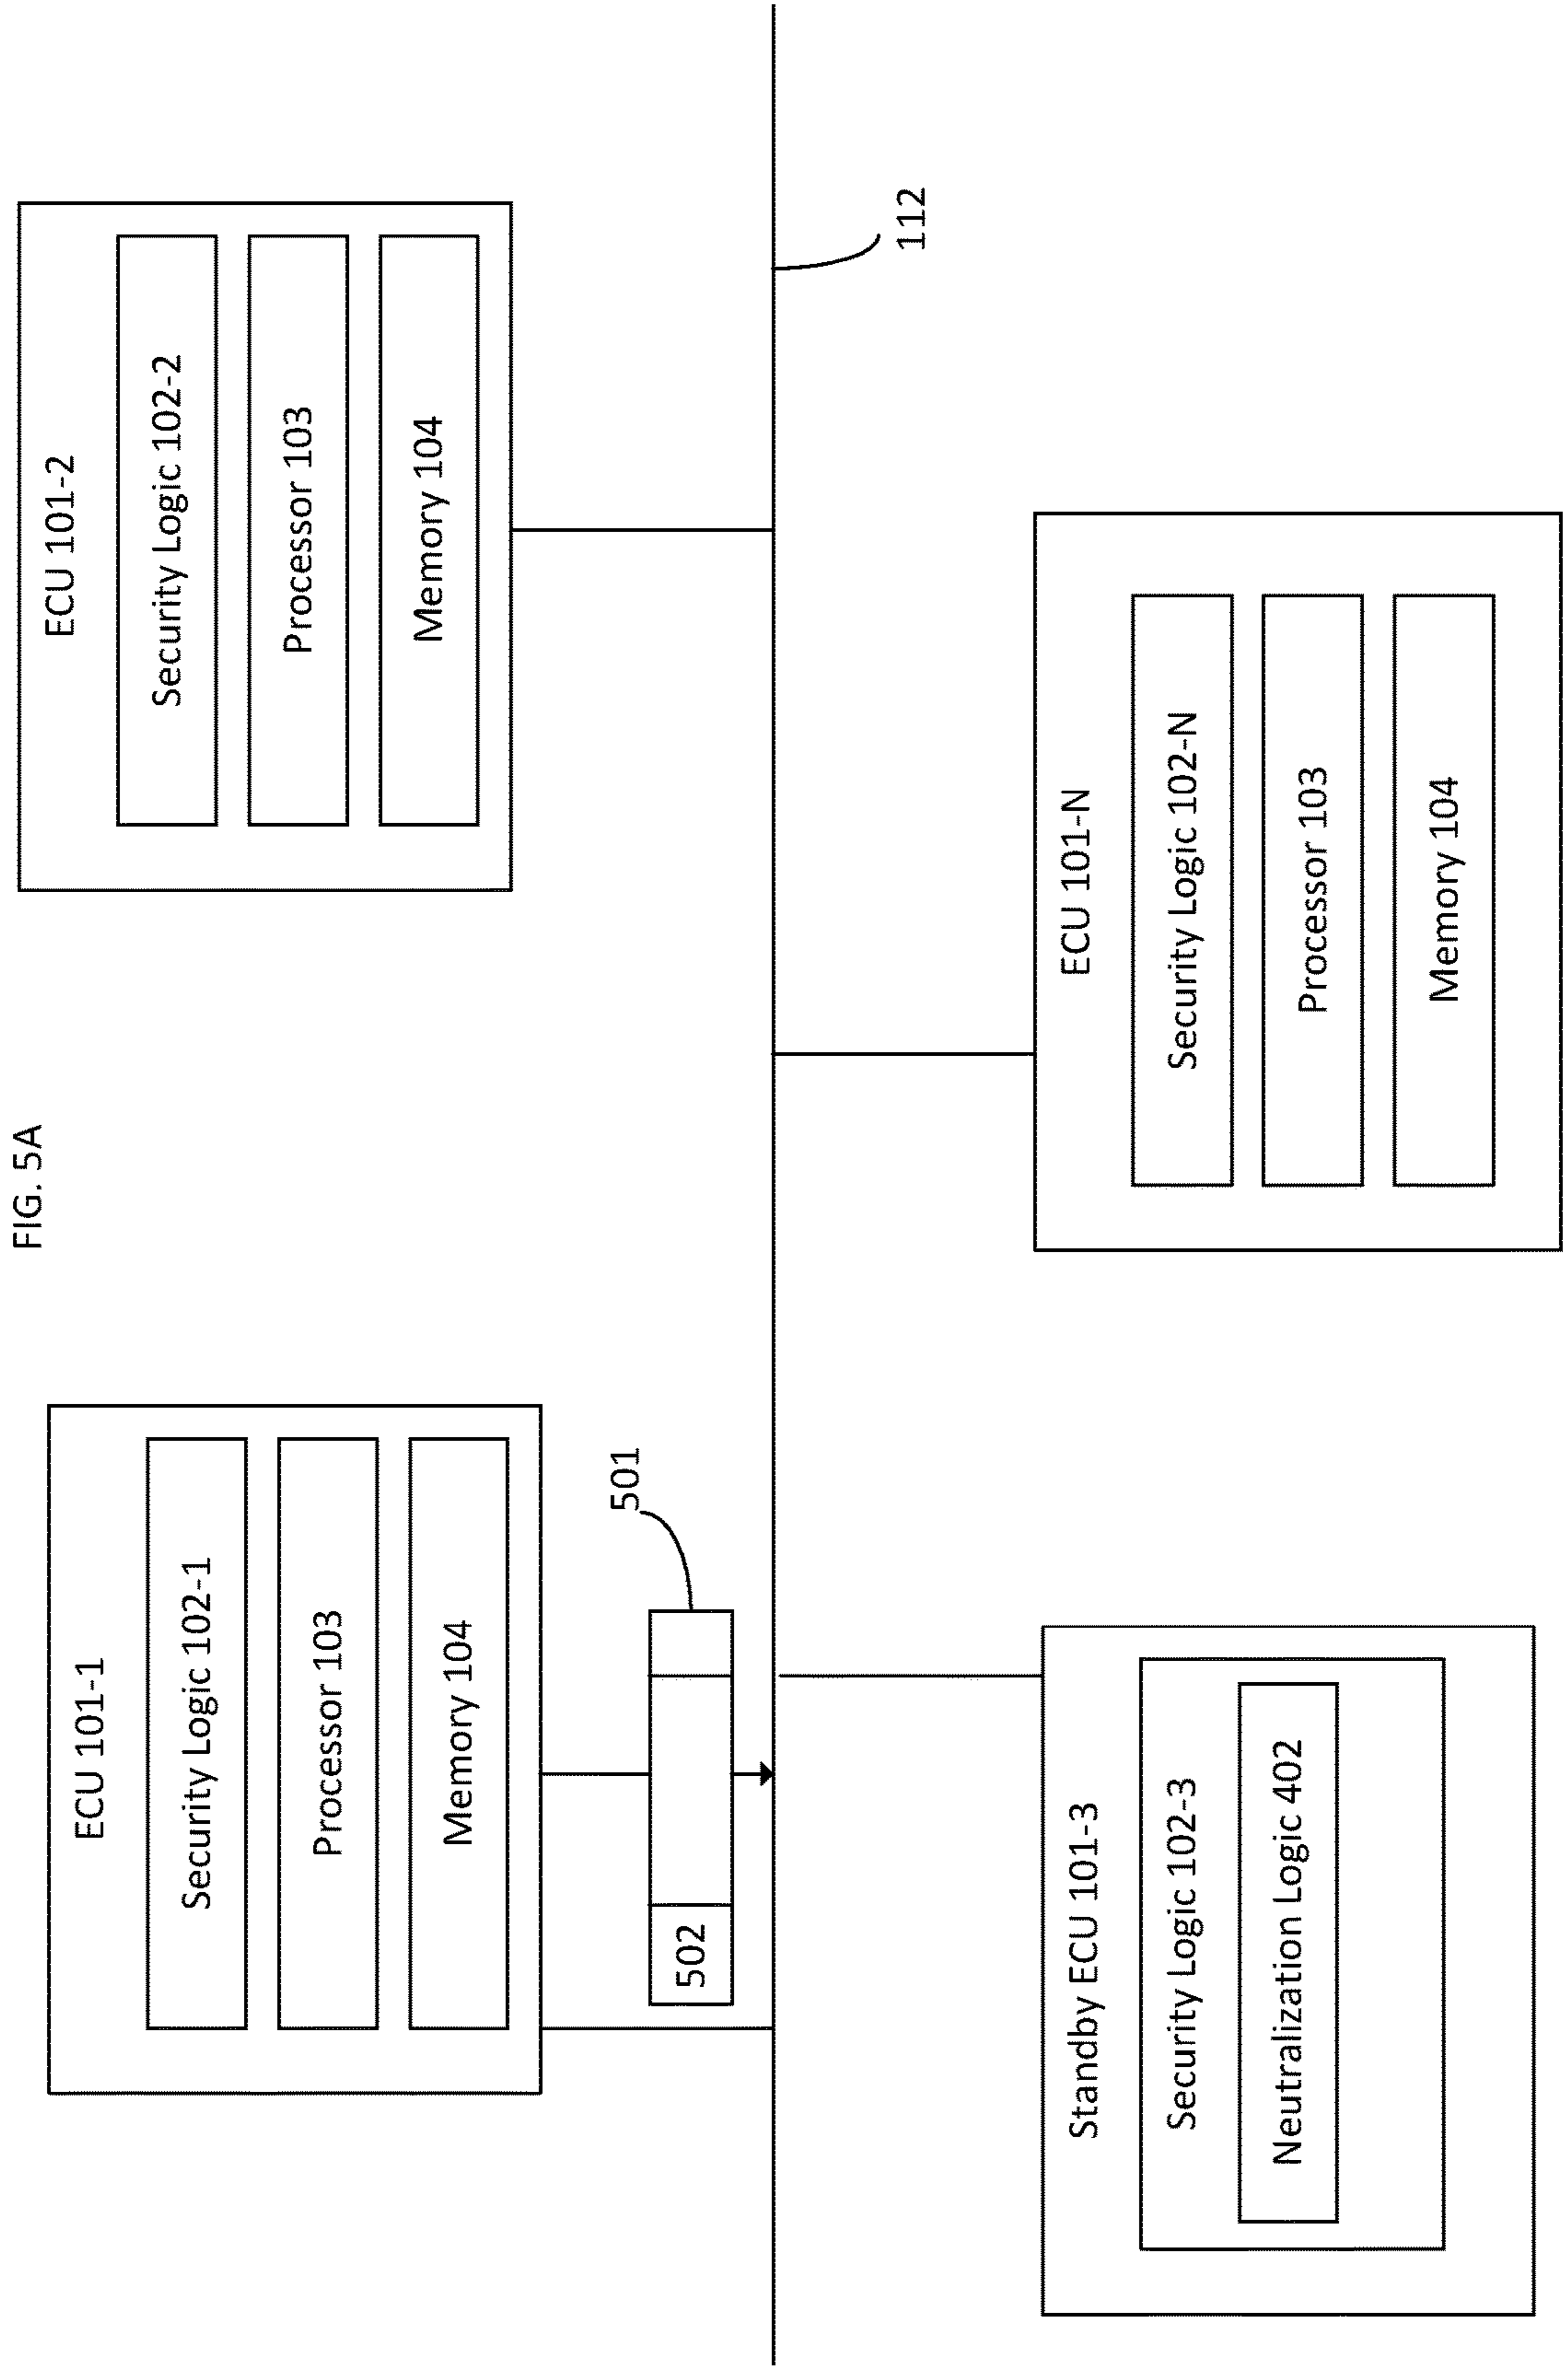 FIG. 5A
ECU 101-1
Security Logic 102-1
Processor 103
Memory 104
ECU 101-2
Security Logic 102-2
Processor 103
Memory 104
502
501
112
Standby ECU 101-3
Security Logic 102-3
Neutralization Logic 402
ECU 101-N
Security Logic 102-N
Processor 103
Memory 104